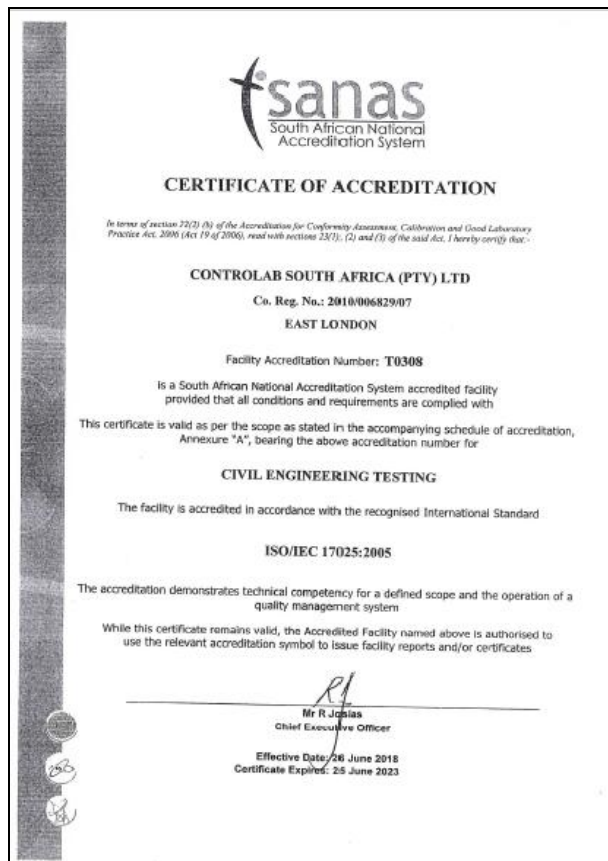 sanas
South African National
Accreditation System
CERTIFICATE OF ACCREDITATION
In terms of section 22(2) (b) of the Accreditation for Conformity Assessment, Calibration and Good Laboratory
Practice Act, 2006 (Act 19 of 2006), read with sections 23(1), (2) and (3) of the said Act, I hereby certify that:-
CONTROLAB SOUTH AFRICA (PTY) LTD
Co. Reg. No.: 2010/006829/07
EAST LONDON
Facility Accreditation Number: T0308
is a South African National Accreditation System accredited facility
provided that all conditions and requirements are complied with
This certificate is valid as per the scope as stated in the accompanying schedule of accreditation,
Annexure "A", bearing the above accreditation number for
CIVIL ENGINEERING TESTING
The facility is accredited in accordance with the recognised International Standard
ISO/IEC 17025:2005
The accreditation demonstrates technical competency for a defined scope and the operation of a
quality management system
While this certificate remains valid, the Accredited Facility named above is authorised to
use the relevant accreditation symbol to issue facility reports and/or certificates
Mr R Josias
Chief Executive Officer
Effective Date: 26 June 2018
Certificate Expires: 25 June 2023